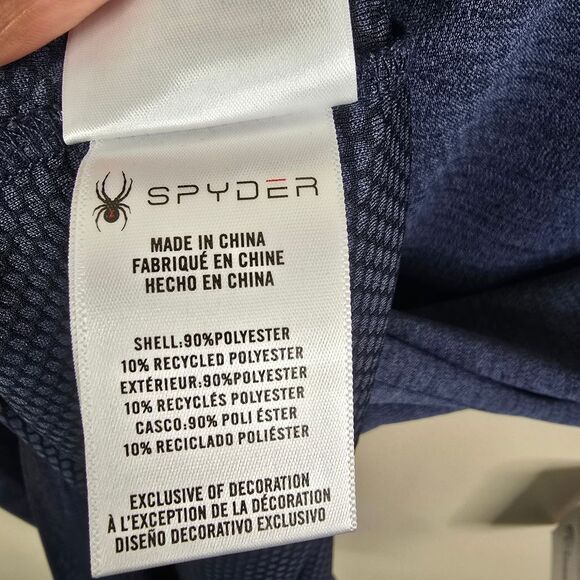 SPYDER
MADE IN CHINA
FABRIQUÉ EN CHINE
HECHO EN CHINA
SHELL:90%POLYESTER
10% RECYCLED POLYESTER
EXTÉRIEUR:90%POLYESTER
10% RECYCLÉS POLYESTER
CASCO:90% POLI ÉSTER
10% RECICLADO POLIÉSTER
EXCLUSIVE OF DECORATION
À L'EXCEPTION DE LA DÉCORATION
DISEÑO DECORATIVO EXCLUSIVO